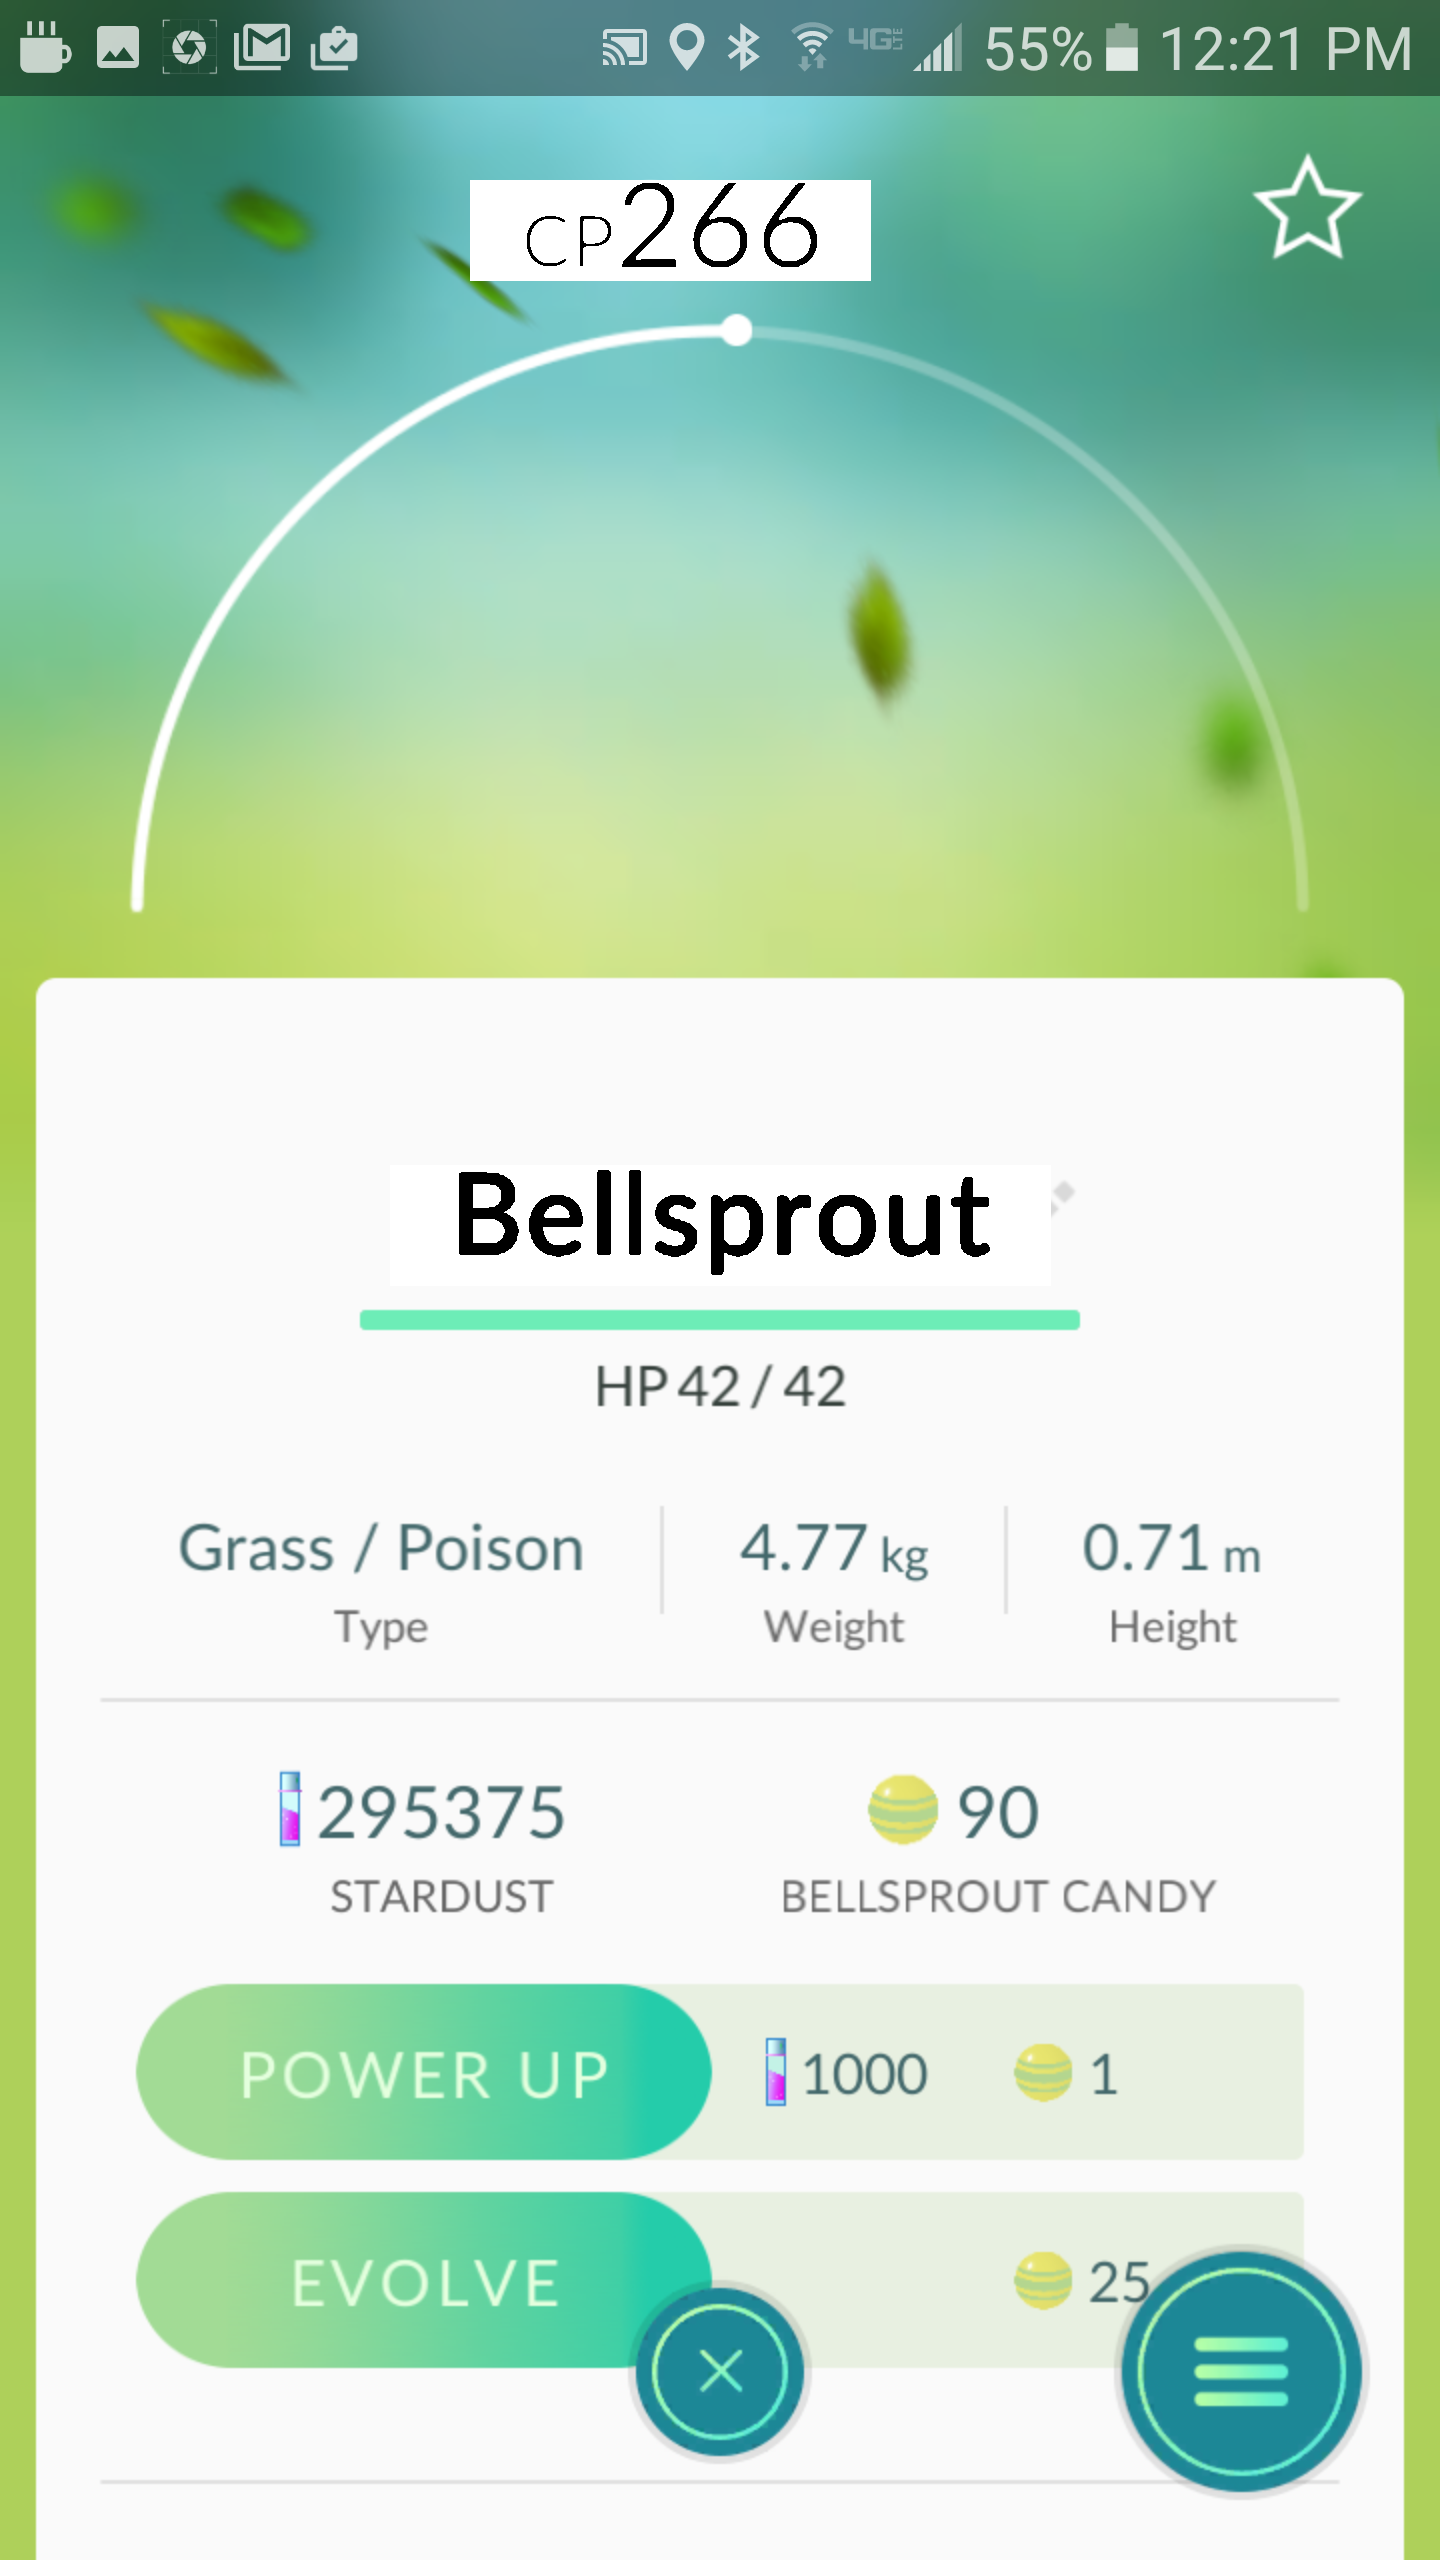 4G LTE 55% 12:21 PM
CP266
Bellsprout
HP 42 / 42
Grass / Poison 4.77 kg 0.71 m
Type Weight Height
295375 90
STARDUST BELLSPROUT CANDY
POWER UP 1000 1
EVOLVE 25